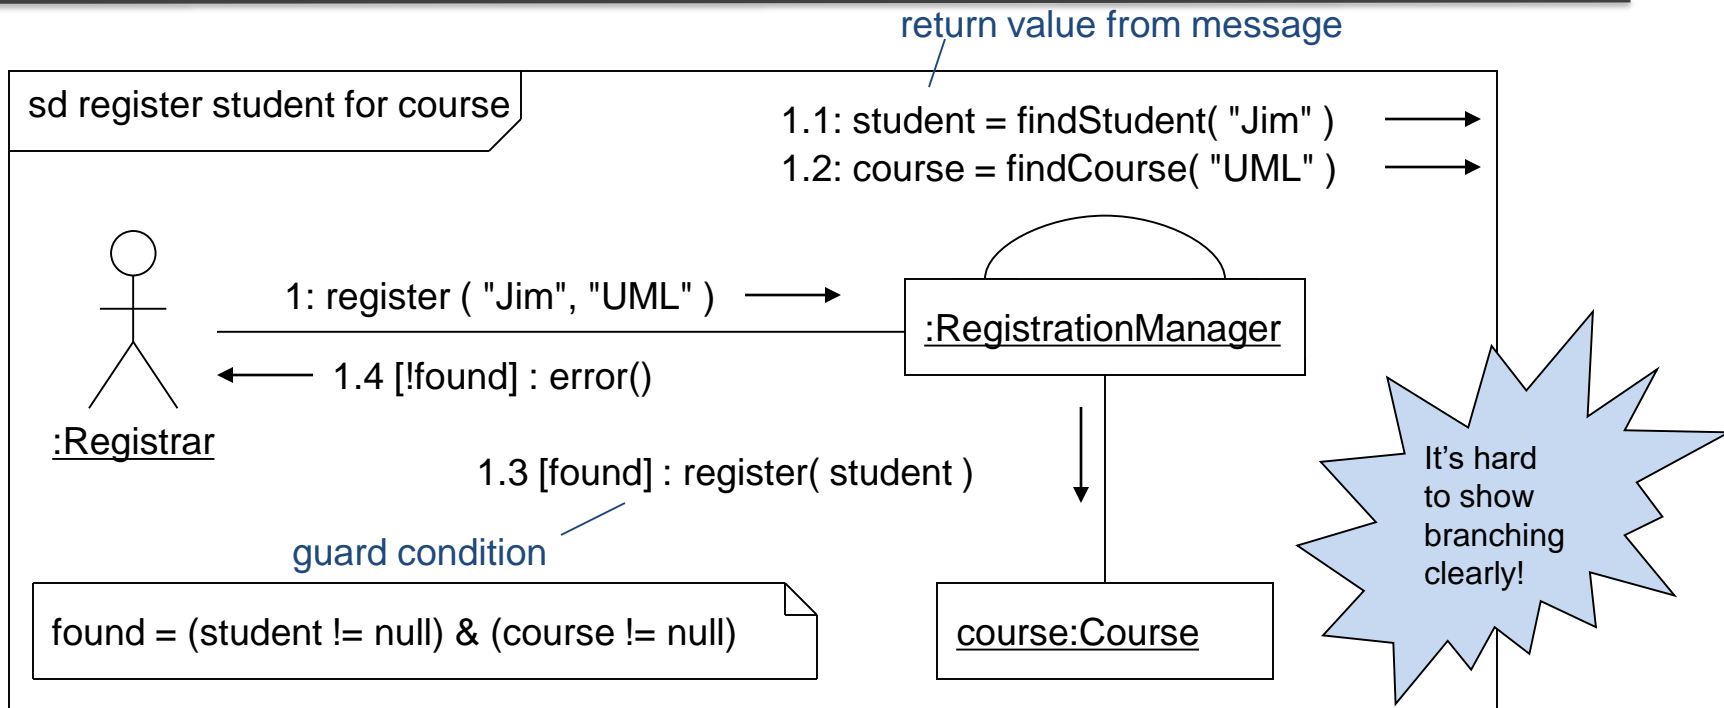 return value from message
sd register student for course
1.1: student = findStudent( "Jim" )
1.2: course = findCourse( "UML" )
1: register ( "Jim", "UML" )
:RegistrationManager
1.4 [!found] : error()
:Registrar
1.3 [found] : register( student )
guard condition
It’s hard
to show
branching
clearly!
found = (student != null) & (course != null)
course:Course